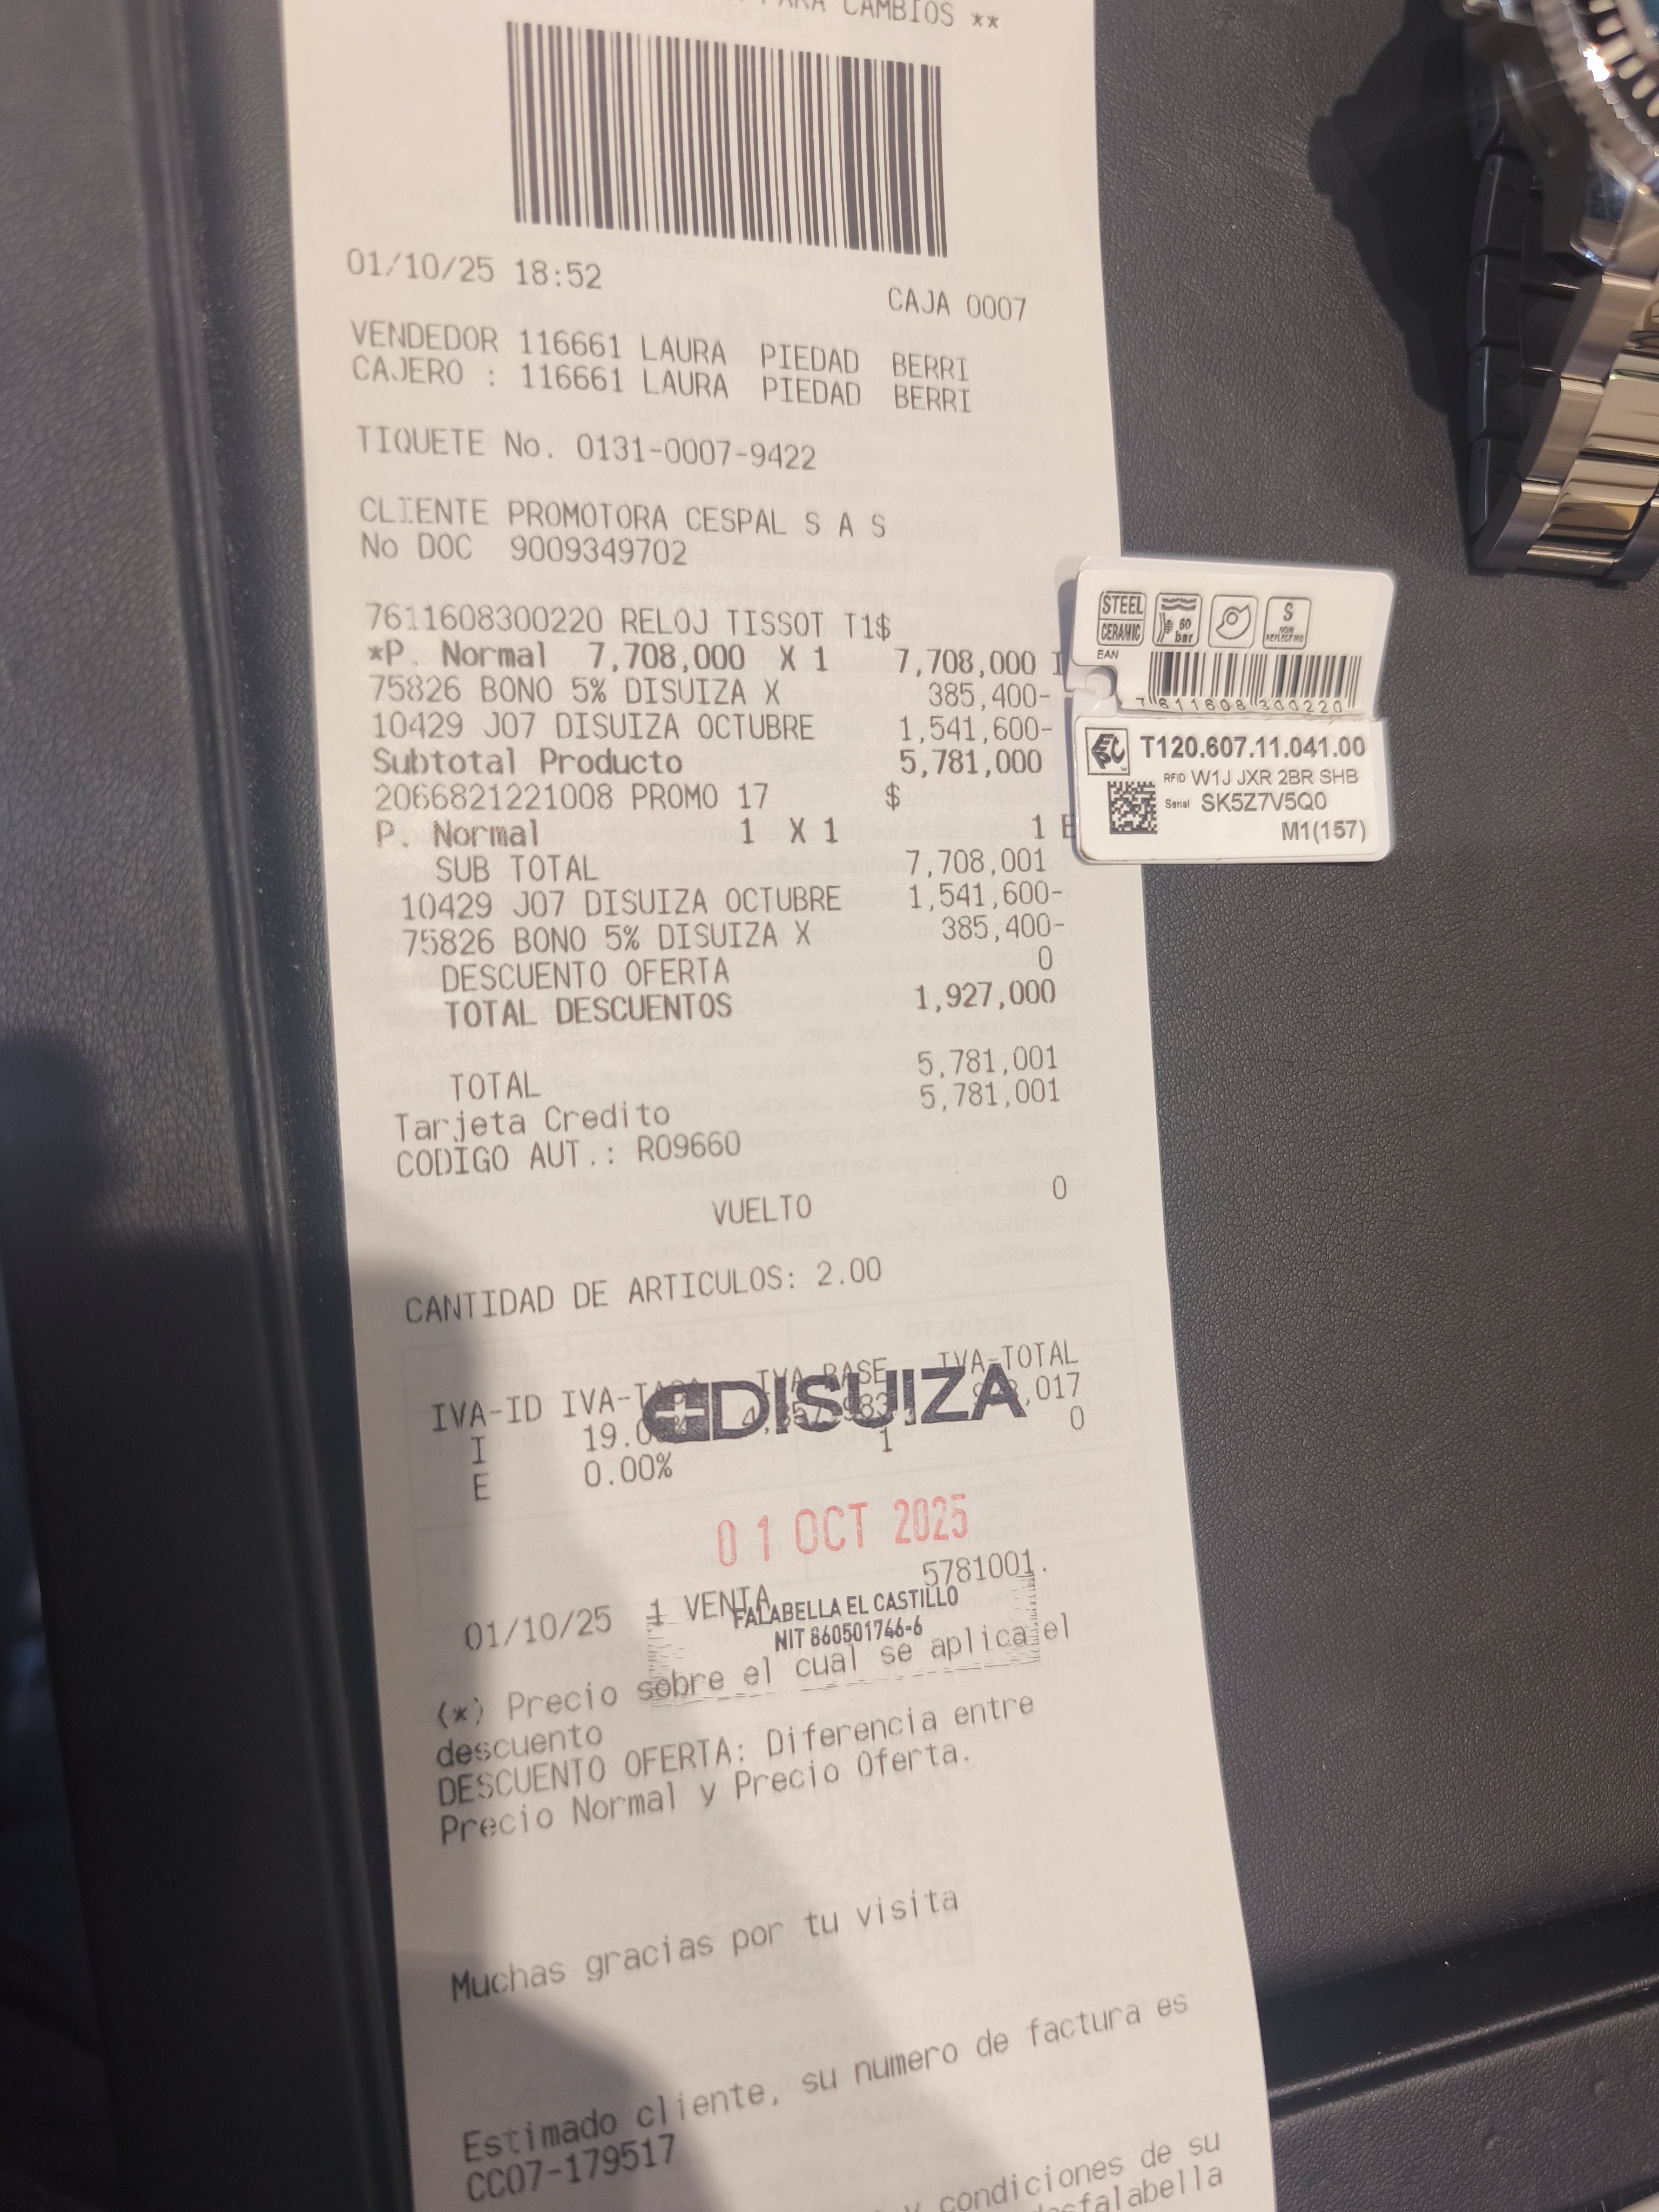 PARA CAMBIOS **
01/10/25 18:52
CAJA 0007
VENDEDOR 116661 LAURA PIEDAD BERRI
CAJERO : 116661 LAURA PIEDAD BERRI
TIQUETE No. 0131-0007-9422
CLIENTE PROMOTORA CESPAL S A S
No DOC 9009349702
7611608300220 RELOJ TISSOT T1$
*P. Normal 7,708,000 X 1 7,708,000 I
75826 BONO 5% DISUIZA X 385,400-
10429 J07 DISUIZA OCTUBRE 1,541,600-
Subtotal Producto 5,781,000
2066821221008 PROMO 17 $
P. Normal 1 X 1 1 E
SUB TOTAL 7,708,001
10429 J07 DISUIZA OCTUBRE 1,541,600-
75826 BONO 5% DISUIZA X 385,400-
DESCUENTO OFERTA 0
TOTAL DESCUENTOS 1,927,000
TOTAL 5,781,001
Tarjeta Credito 5,781,001
CODIGO AUT.: R09660
VUELTO 0
CANTIDAD DE ARTICULOS: 2.00
IVA-ID IVA-TASA IVA-BASE IVA-TOTAL
I 19.0
E 0.00% 1 0
DISUIZA
01 OCT 2025
01/10/25 1 VENTA 5781001.
FALABELLA EL CASTILLO
NIT 860501746-6
(*) Precio sobre el cual se aplica el
descuento
DESCUENTO OFERTA: Diferencia entre
Precio Normal y Precio Oferta.
Muchas gracias por tu visita
Estimado cliente, su numero de factura es
CC07-179517
y condiciones de su
STEEL
CERAMIC
60
bar
S
NON
REFLECTING
EAN
7611608300220
EPC
T120.607.11.041.00
RFID W1J JXR 2BR SHB
Serial SK5Z7V5Q0
M1(157)